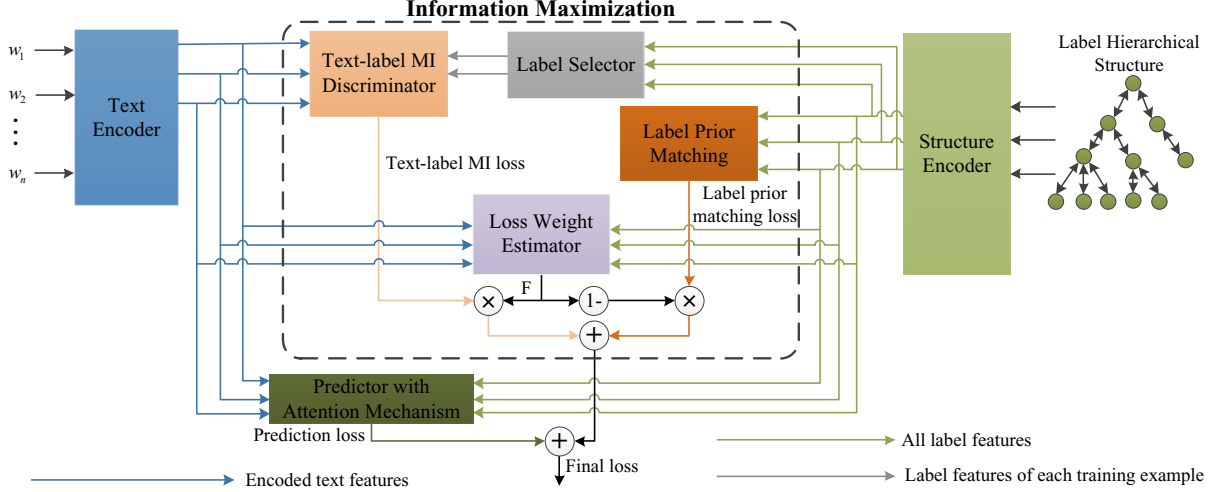 Information Maximization
w1
w2
wn
Text
Encoder
Text-label MI
Discriminator
Label Selector
Label Prior
Matching
Structure
Encoder
Label Hierarchical
Structure
Text-label MI loss
Label prior
matching loss
Loss Weight
Estimator
F
×
1-
×
+
Predictor with
Attention Mechanism
Prediction loss
+
Final loss
Encoded text features
All label features
Label features of each training example